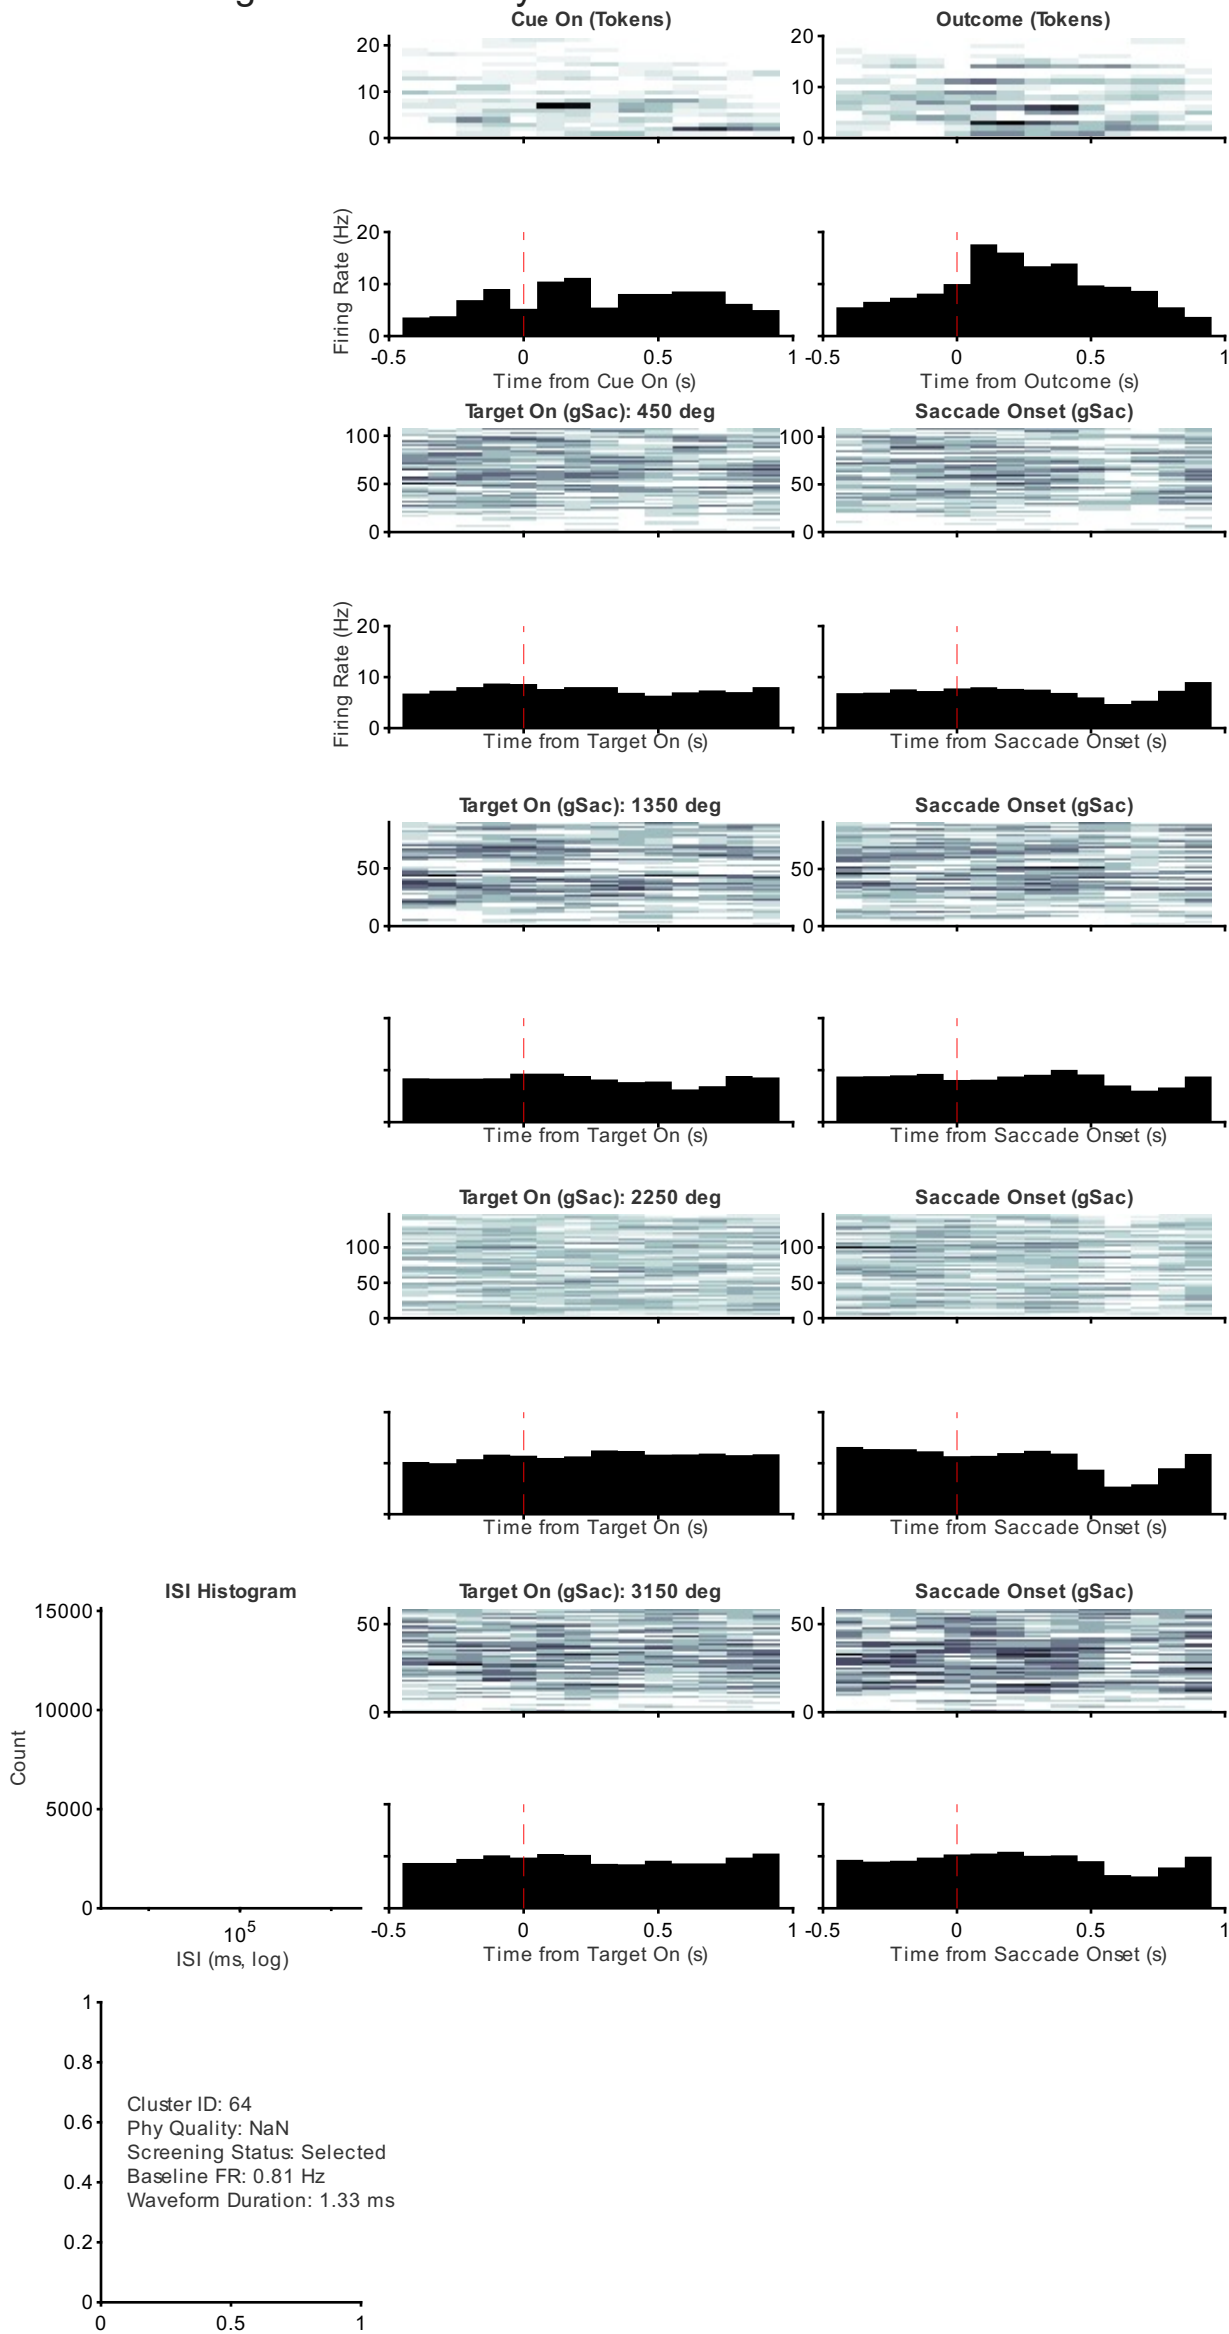 Cue On (Tokens)
Outcome (Tokens)
20
10
0
20
10
0
Firing Rate (Hz)
20
10
0
-0.5 0 0.5 1
-0.5 0 0.5 1
Time from Cue On (s)
Time from Outcome (s)
Target On (gSac): 450 deg
Saccade Onset (gSac)
100
50
0
100
50
0
Firing Rate (Hz)
20
10
0
Time from Target On (s)
Time from Saccade Onset (s)
Target On (gSac): 1350 deg
Saccade Onset (gSac)
50
0
50
0
Time from Target On (s)
Time from Saccade Onset (s)
Target On (gSac): 2250 deg
Saccade Onset (gSac)
100
50
0
100
50
0
Time from Target On (s)
Time from Saccade Onset (s)
ISI Histogram
Target On (gSac): 3150 deg
Saccade Onset (gSac)
15000
10000
5000
0
Count
10^5
ISI (ms, log)
50
0
50
0
-0.5 0 0.5 1
-0.5 0 0.5 1
Time from Target On (s)
Time from Saccade Onset (s)
1
0.8
0.6
0.4
0.2
0
Cluster ID: 64
Phy Quality: NaN
Screening Status: Selected
Baseline FR: 0.81 Hz
Waveform Duration: 1.33 ms
0 0.5 1